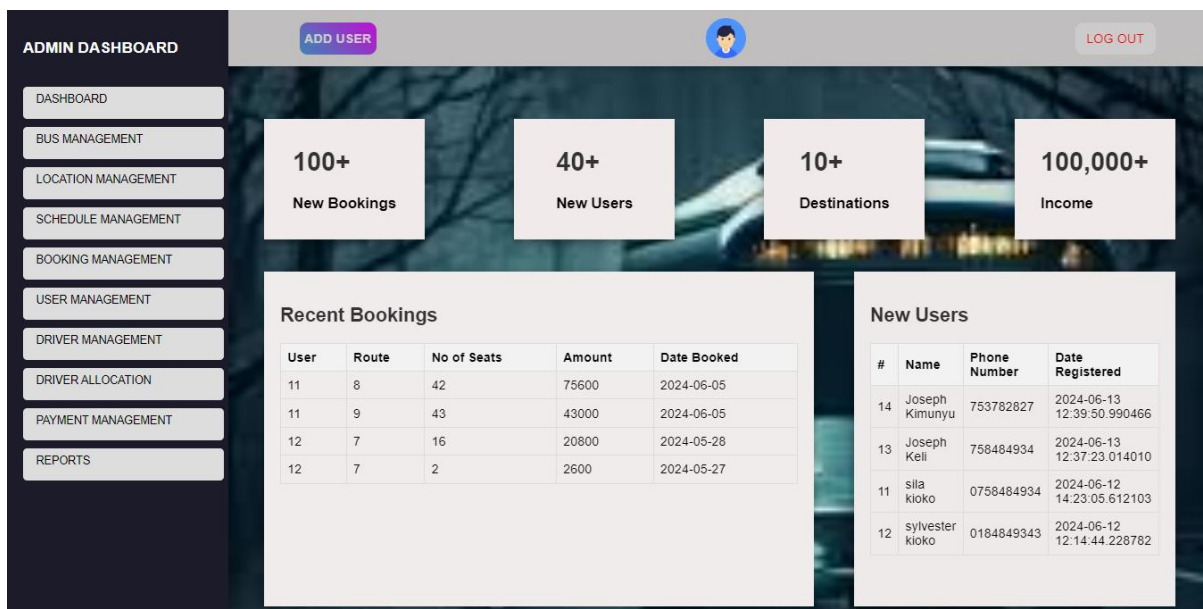 ADMIN DASHBOARD
ADD USER
LOG OUT
DASHBOARD
BUS MANAGEMENT
LOCATION MANAGEMENT
SCHEDULE MANAGEMENT
BOOKING MANAGEMENT
USER MANAGEMENT
DRIVER MANAGEMENT
DRIVER ALLOCATION
PAYMENT MANAGEMENT
REPORTS
100+
New Bookings
40+
New Users
10+
Destinations
100,000+
Income
Recent Bookings
User Route No of Seats Amount Date Booked
11 8 42 75600 2024-06-05
11 9 43 43000 2024-06-05
12 7 16 20800 2024-05-28
12 7 2 2600 2024-05-27
New Users
# Name Phone Number Date Registered
14 Joseph Kimunyu 753782827 2024-06-13 12:39:50.990466
13 Joseph Keli 758484934 2024-06-13 12:37:23.014010
11 sila kioko 0758484934 2024-06-12 14:23:05.612103
12 sylvester kioko 0184849343 2024-06-12 12:14:44.228782